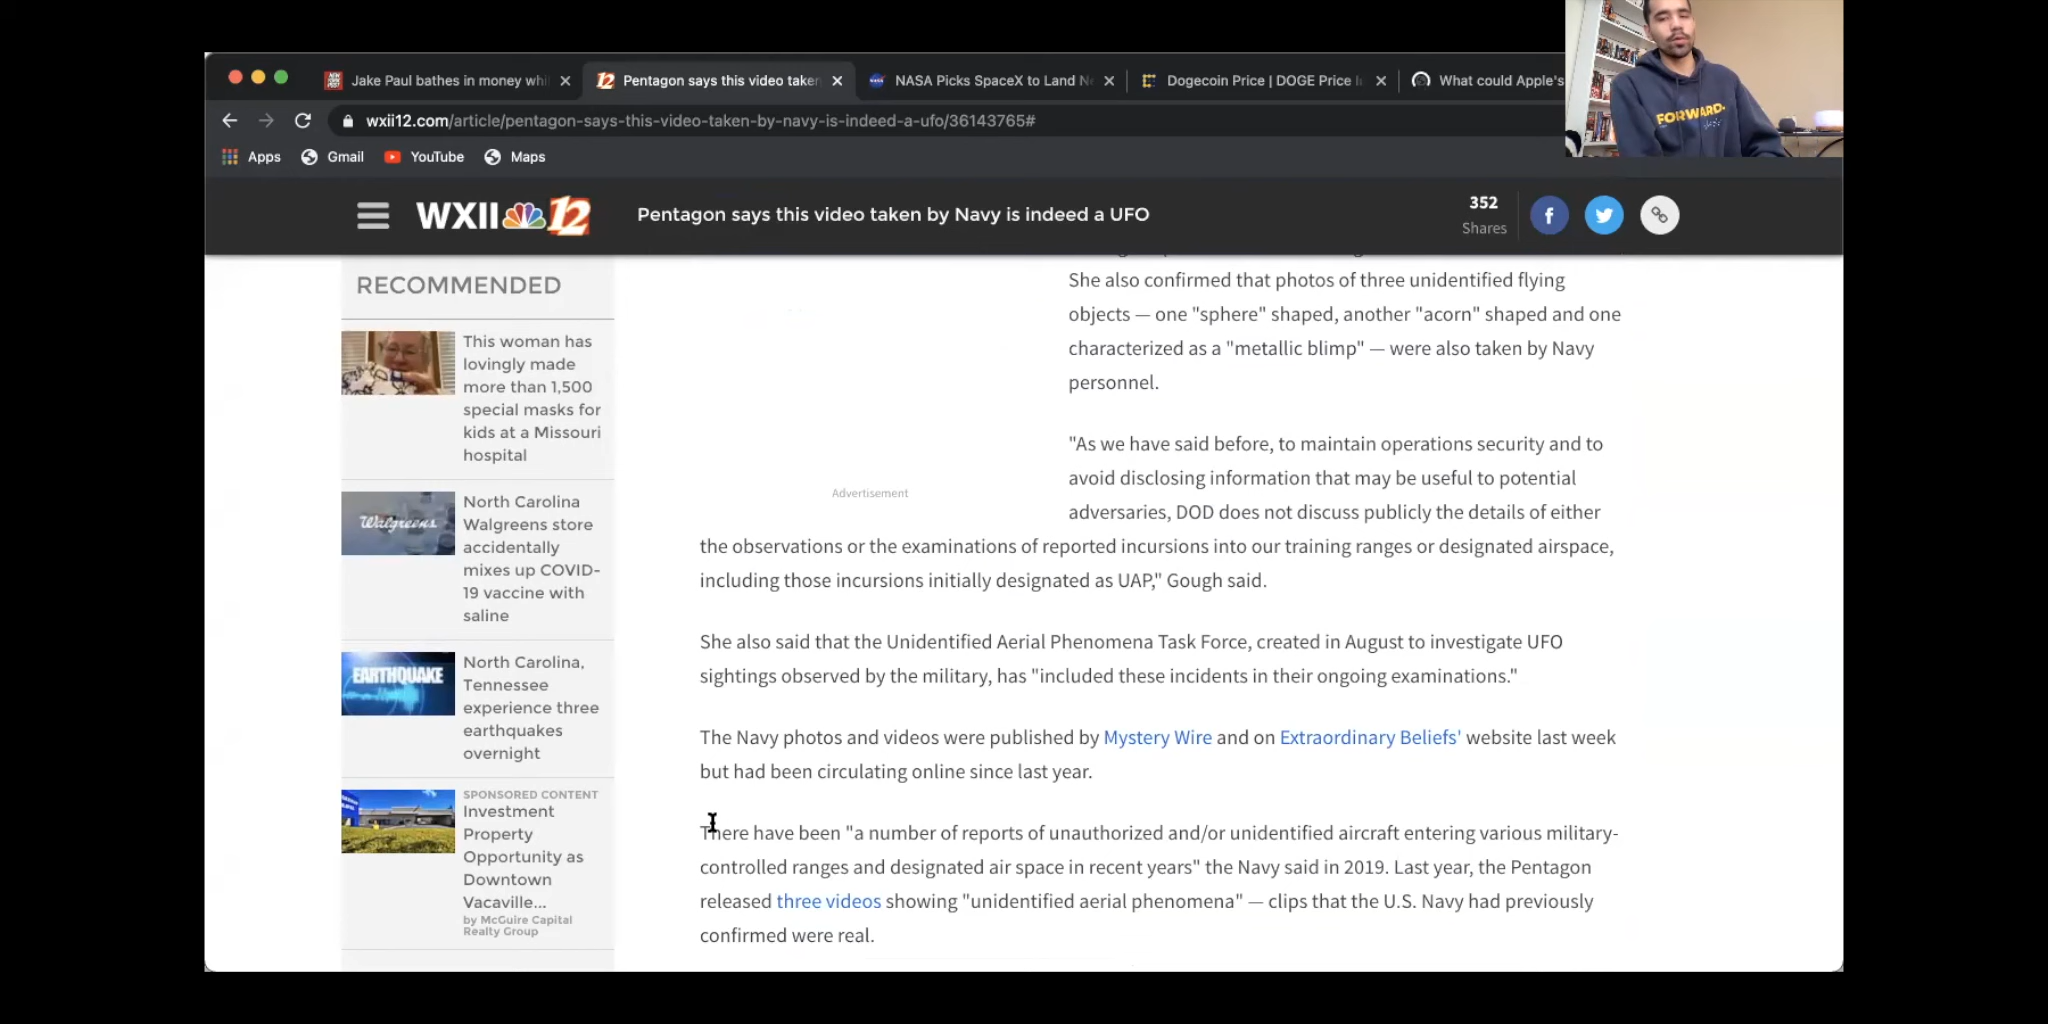 Jake Paul bathes in money whi
Pentagon says this video taken
NASA Picks SpaceX to Land N
Dogecoin Price | DOGE Price I
What could Apple's
wxii12.com/article/pentagon-says-this-video-taken-by-navy-is-indeed-a-ufo/36143765#
Apps
Gmail
YouTube
Maps
FORWARD.
WXII 12
Pentagon says this video taken by Navy is indeed a UFO
352
Shares
RECOMMENDED
This woman has
lovingly made
more than 1,500
special masks for
kids at a Missouri
hospital
Walgreens
North Carolina
Walgreens store
accidentally
mixes up COVID-
19 vaccine with
saline
EARTHQUAKE
North Carolina,
Tennessee
experience three
earthquakes
overnight
SPONSORED CONTENT
Investment
Property
Opportunity as
Downtown
Vacaville...
by McGuire Capital
Realty Group
Advertisement
She also confirmed that photos of three unidentified flying
objects — one "sphere" shaped, another "acorn" shaped and one
characterized as a "metallic blimp" — were also taken by Navy
personnel.
"As we have said before, to maintain operations security and to
avoid disclosing information that may be useful to potential
adversaries, DOD does not discuss publicly the details of either
the observations or the examinations of reported incursions into our training ranges or designated airspace,
including those incursions initially designated as UAP," Gough said.
She also said that the Unidentified Aerial Phenomena Task Force, created in August to investigate UFO
sightings observed by the military, has "included these incidents in their ongoing examinations."
The Navy photos and videos were published by Mystery Wire and on Extraordinary Beliefs' website last week
but had been circulating online since last year.
There have been "a number of reports of unauthorized and/or unidentified aircraft entering various military-
controlled ranges and designated air space in recent years" the Navy said in 2019. Last year, the Pentagon
released three videos showing "unidentified aerial phenomena" — clips that the U.S. Navy had previously
confirmed were real.